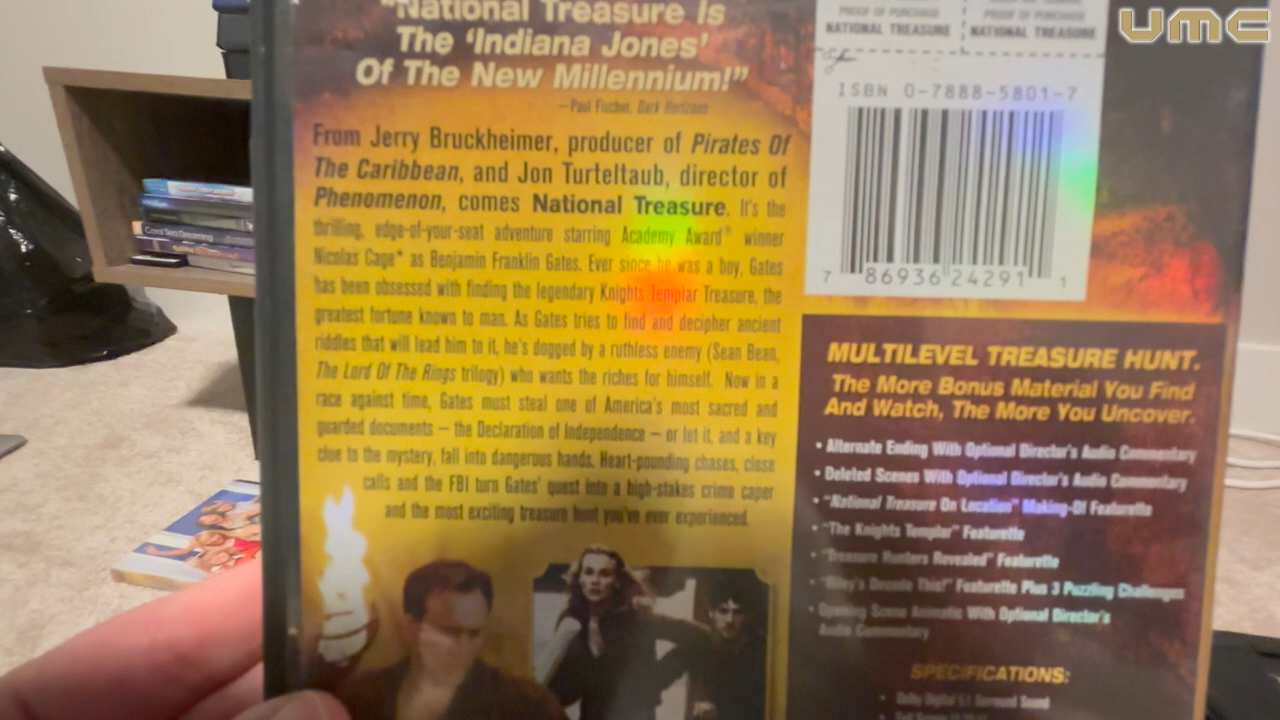 "National Treasure Is
The 'Indiana Jones'
Of The New Millennium!"
– Paul Fischer, Dark Horizons
From Jerry Bruckheimer, producer of Pirates Of
The Caribbean, and Jon Turteltaub, director of
Phenomenon, comes National Treasure. It's the
thrilling, edge-of-your-seat adventure starring Academy Award® winner
Nicolas Cage* as Benjamin Franklin Gates. Ever since he was a boy, Gates
has been obsessed with finding the legendary Knights Templar Treasure, the
greatest fortune known to man. As Gates tries to find and decipher ancient
riddles that will lead him to it, he's dogged by a ruthless enemy (Sean Bean,
The Lord Of The Rings trilogy) who wants the riches for himself. Now in a
race against time, Gates must steal one of America's most sacred and
guarded documents – the Declaration of Independence – or let it, and a key
clue to the mystery, fall into dangerous hands. Heart-pounding chases, close
calls and the FBI turn Gates' quest into a high-stakes crime caper
and the most exciting treasure hunt you've ever experienced.
PROOF OF PURCHASE
NATIONAL TREASURE
PROOF OF PURCHASE
NATIONAL TREASURE
ISBN 0-7888-5801-7
7 86936 24291 1
MULTILEVEL TREASURE HUNT.
The More Bonus Material You Find
And Watch, The More You Uncover.
• Alternate Ending With Optional Director's Audio Commentary
• Deleted Scenes With Optional Director's Audio Commentary
• "National Treasure On Location" Making-Of Featurette
• "The Knights Templar" Featurette
• "Treasure Hunters Revealed" Featurette
• "Riley's Decode This!" Featurette Plus 3 Puzzling Challenges
• Opening Scene Animatic With Optional Director's
Audio Commentary
SPECIFICATIONS:
• Dolby Digital 5.1 Surround Sound
UMC